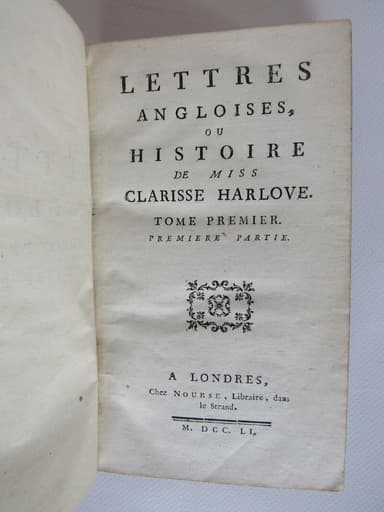 LETTRES
ANGLOISES,
OU
HISTOIRE
DE MISS
CLARISSE HARLOVE.
TOME PREMIER.
PREMIERE PARTIE.
A LONDRES,
Chez NOURSE, Libraire, dans
le Strand.
M. DCC. LI.